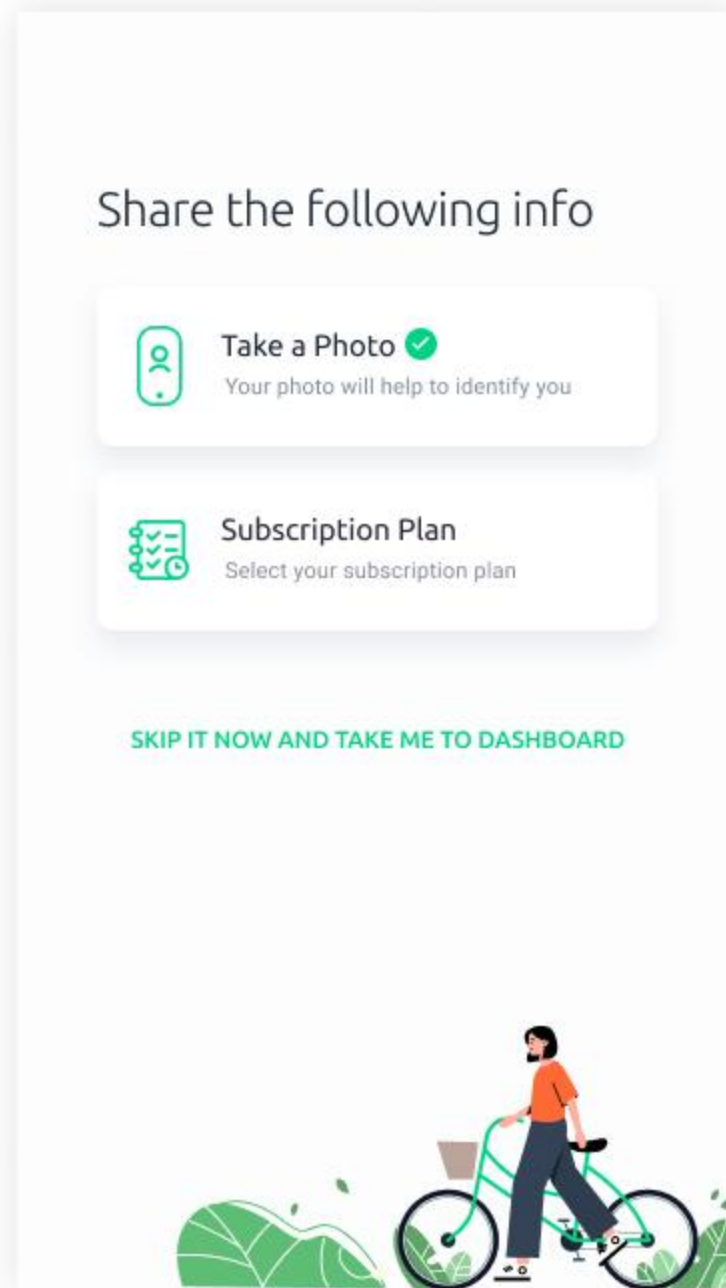 Share the following info
Take a Photo
Your photo will help to identify you
Subscription Plan
Select your subscription plan
SKIP IT NOW AND TAKE ME TO DASHBOARD